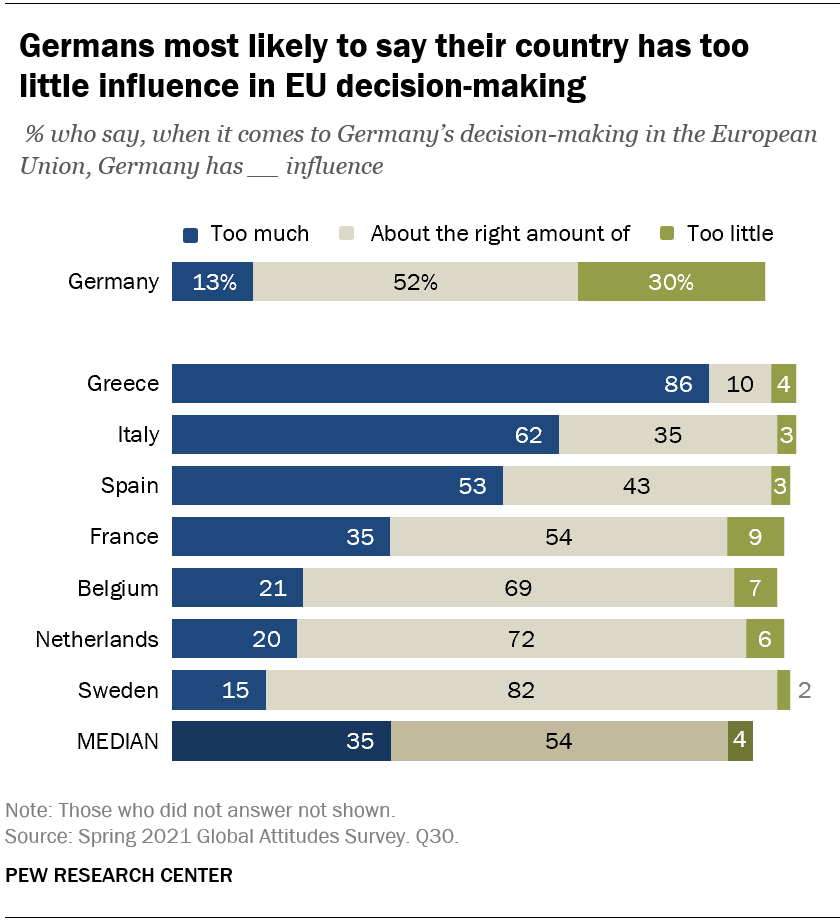 Germans most likely to say their country has too
little influence in EU decision-making
% who say, when it comes to Germany’s decision-making in the European
Union, Germany has __ influence
Too much About the right amount of Too little
Germany 13% 52% 30%
Greece 86 10 4
Italy 62 35 3
Spain 53 43 3
France 35 54 9
Belgium 21 69 7
Netherlands 20 72 6
Sweden 15 82 2
MEDIAN 35 54 4
Note: Those who did not answer not shown.
Source: Spring 2021 Global Attitudes Survey. Q30.
PEW RESEARCH CENTER